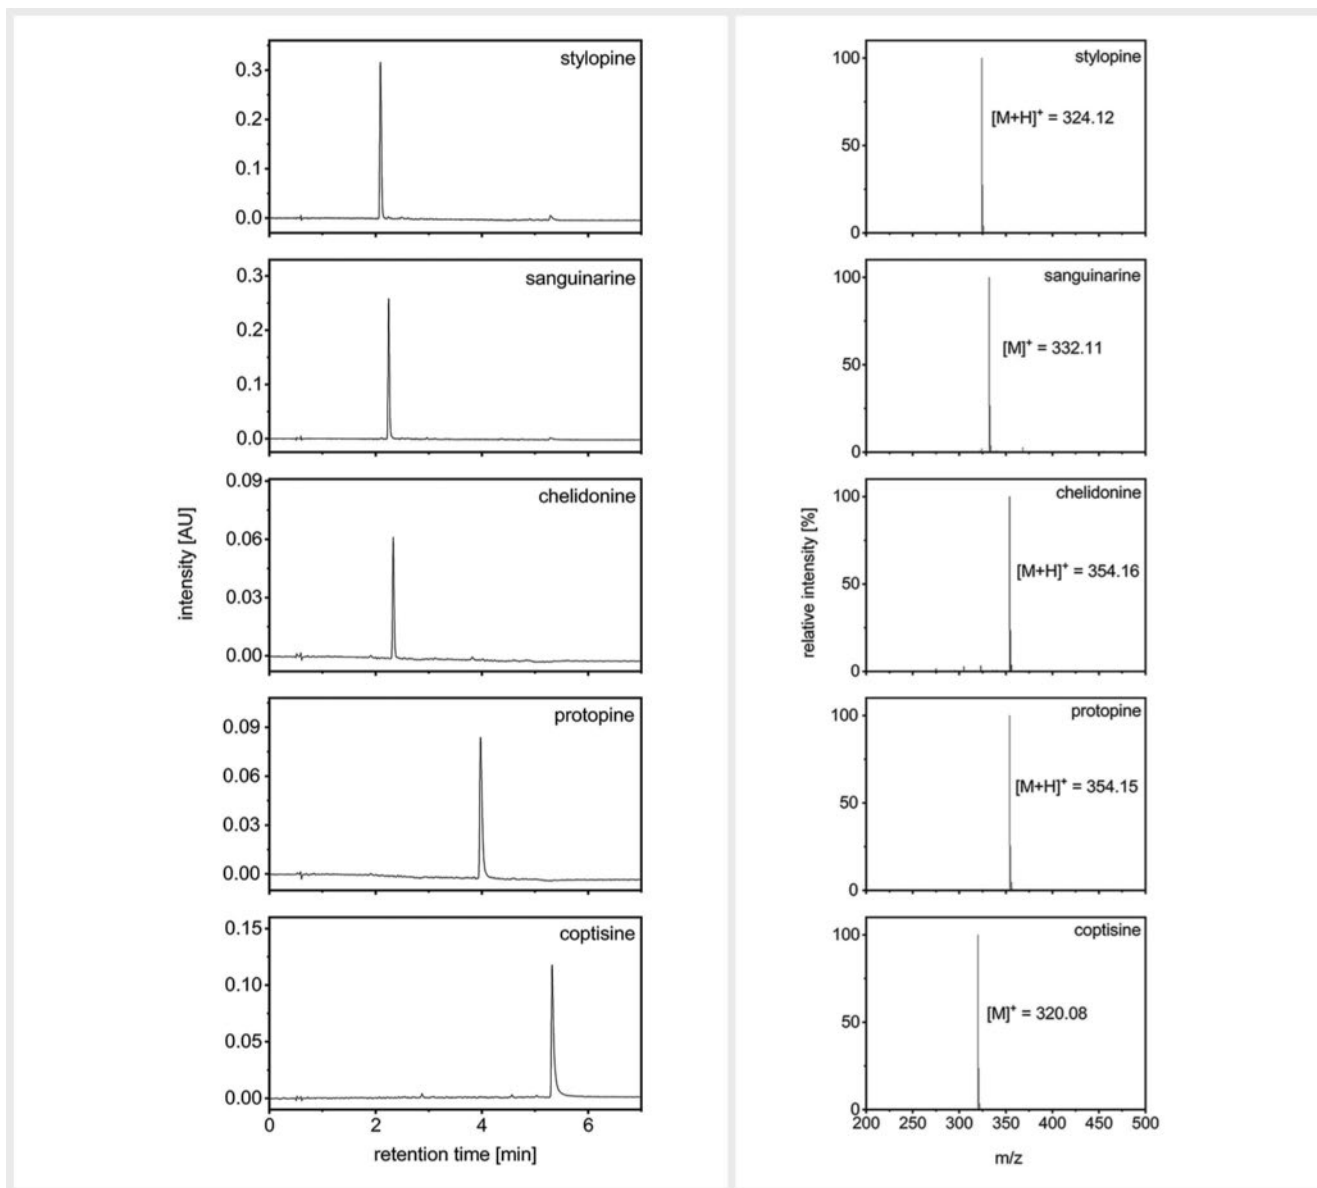 stylopine
0.3
0.2
0.1
0.0
sanguinarine
0.3
0.2
0.1
0.0
chelidonine
0.09
0.06
0.03
0.00
protopine
0.09
0.06
0.03
0.00
coptisine
0.15
0.10
0.05
0.00
0 2 4 6
retention time [min]
intensity [AU]
stylopine
100
50
0
[M+H]⁺ = 324.12
sanguinarine
100
50
0
[M]⁺ = 332.11
chelidonine
100
50
0
[M+H]⁺ = 354.16
protopine
100
50
0
[M+H]⁺ = 354.15
coptisine
100
50
0
[M]⁺ = 320.08
200 250 300 350 400 450 500
m/z
relative intensity [%]